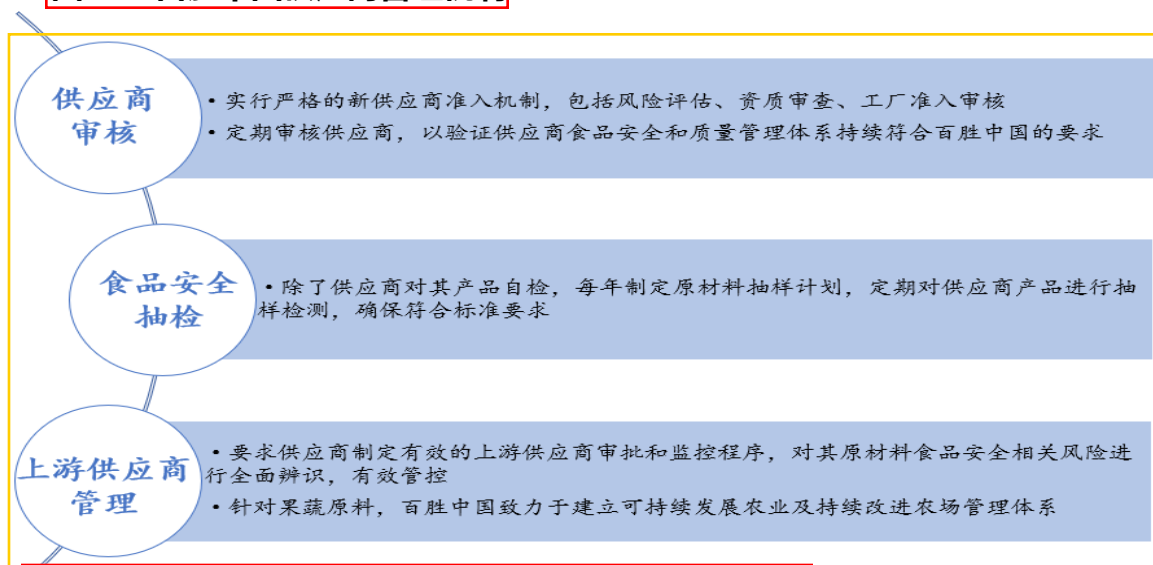 供应商
审核
•实行严格的新供应商准入机制，包括风险评估、资质审查、工厂准入审核
•定期审核供应商，以验证供应商食品安全和质量管理体系持续符合百胜中国的要求
食品安全
抽检
•除了供应商对其产品自检，每年制定原材料抽样计划，定期对供应商产品进行抽
样检测，确保符合标准要求
上游供应商
管理
•要求供应商制定有效的上游供应商审批和监控程序，对其原材料食品安全相关风险进
行全面辨识，有效管控
•针对果蔬原料，百胜中国致力于建立可持续发展农业及持续改进农场管理体系